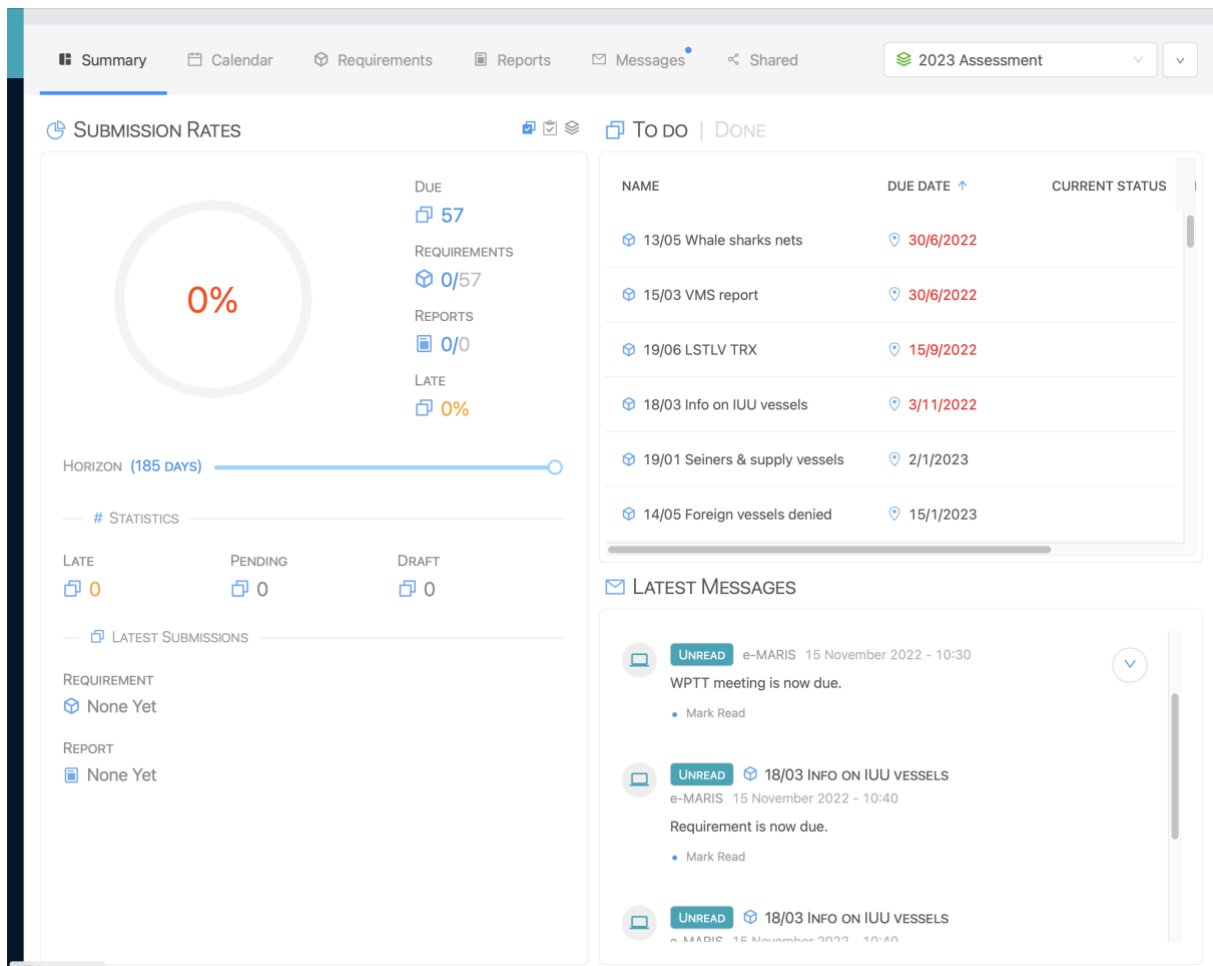 Summary
Calendar
Requirements
Reports
Messages
Shared
2023 Assessment
SUBMISSION RATES
0%
DUE
57
REQUIREMENTS
0/57
REPORTS
0/0
LATE
0%
HORIZON (185 DAYS)
# STATISTICS
LATE
PENDING
DRAFT
0
0
0
LATEST SUBMISSIONS
REQUIREMENT
None Yet
REPORT
None Yet
TO DO | DONE
NAME DUE DATE CURRENT STATUS
13/05 Whale sharks nets 30/6/2022
15/03 VMS report 30/6/2022
19/06 LSTLV TRX 15/9/2022
18/03 Info on IUU vessels 3/11/2022
19/01 Seiners & supply vessels 2/1/2023
14/05 Foreign vessels denied 15/1/2023
LATEST MESSAGES
UNREAD e-MARIS 15 November 2022 - 10:30
WPTT meeting is now due.
Mark Read
UNREAD 18/03 INFO ON IUU VESSELS
e-MARIS 15 November 2022 - 10:40
Requirement is now due.
Mark Read
UNREAD 18/03 INFO ON IUU VESSELS
e-MARIS 15 November 2022 - 10:40